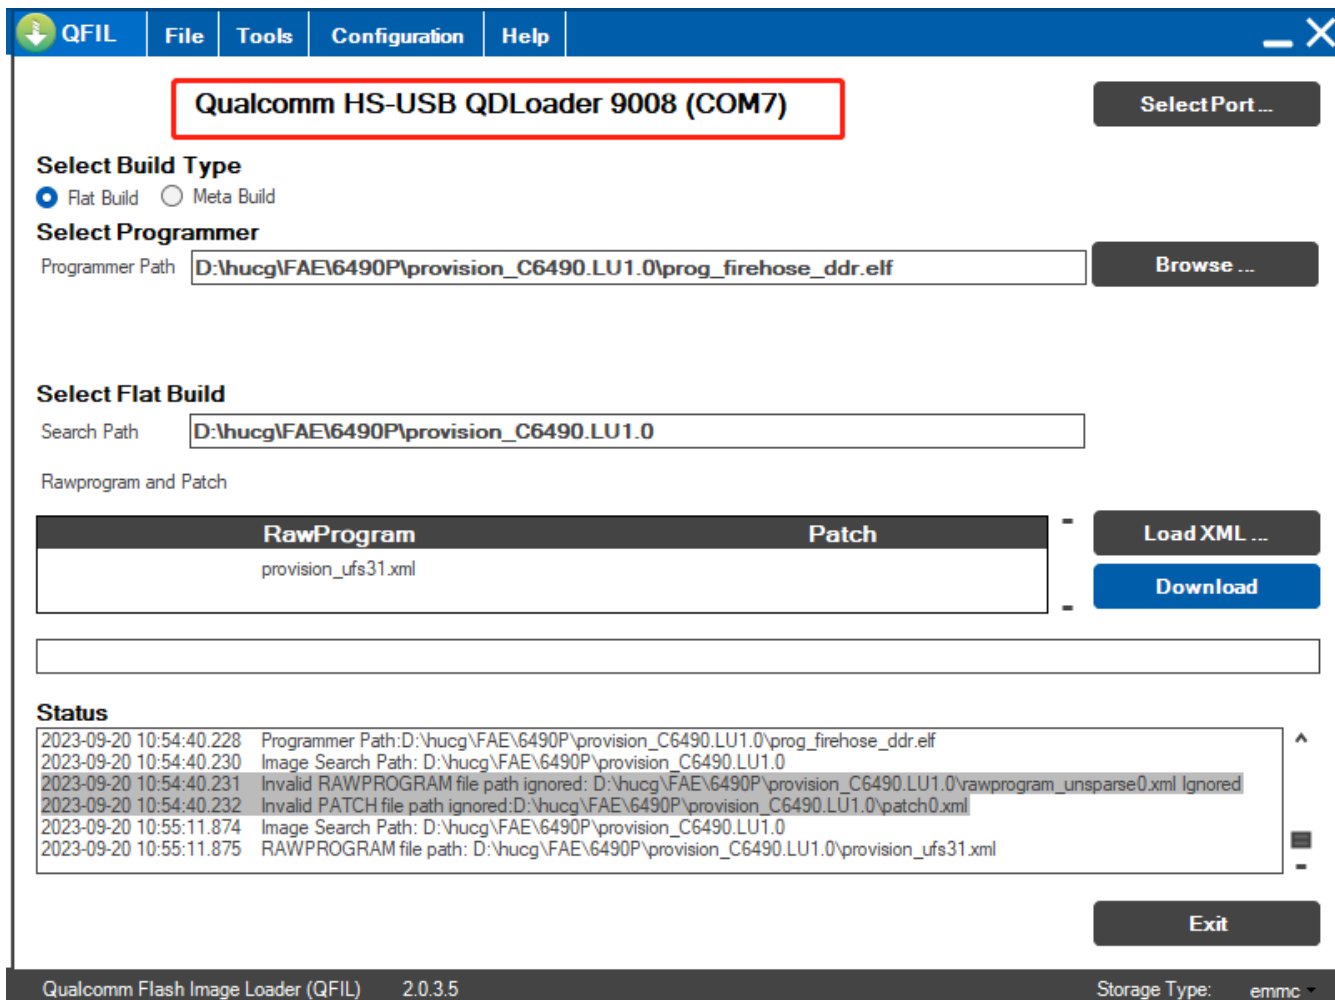 QFIL File Tools Configuration Help
Qualcomm HS-USB QDLoader 9008 (COM7)
Select Port ...
Select Build Type
Flat Build Meta Build
Select Programmer
Programmer Path D:\hucg\FAE\6490P\provision_C6490.LU1.0\prog_firehose_ddr.elf Browse ...
Select Flat Build
Search Path D:\hucg\FAE\6490P\provision_C6490.LU1.0
Rawprogram and Patch
RawProgram Patch
Load XML ...
provision_ufs31.xml
Download
Status
2023-09-20 10:54:40.228 Programmer Path:D:\hucg\FAE\6490P\provision_C6490.LU1.0\prog_firehose_ddr.elf
2023-09-20 10:54:40.230 Image Search Path: D:\hucg\FAE\6490P\provision_C6490.LU1.0
2023-09-20 10:54:40.231 Invalid RAWPROGRAM file path ignored: D:\hucg\FAE\6490P\provision_C6490.LU1.0\rawprogram_unsparse0.xml Ignored
2023-09-20 10:54:40.232 Invalid PATCH file path ignored:D:\hucg\FAE\6490P\provision_C6490.LU1.0\patch0.xml
2023-09-20 10:55:11.874 Image Search Path: D:\hucg\FAE\6490P\provision_C6490.LU1.0
2023-09-20 10:55:11.875 RAWPROGRAM file path: D:\hucg\FAE\6490P\provision_C6490.LU1.0\provision_ufs31.xml
Exit
Qualcomm Flash Image Loader (QFIL) 2.0.3.5 Storage Type: emmc